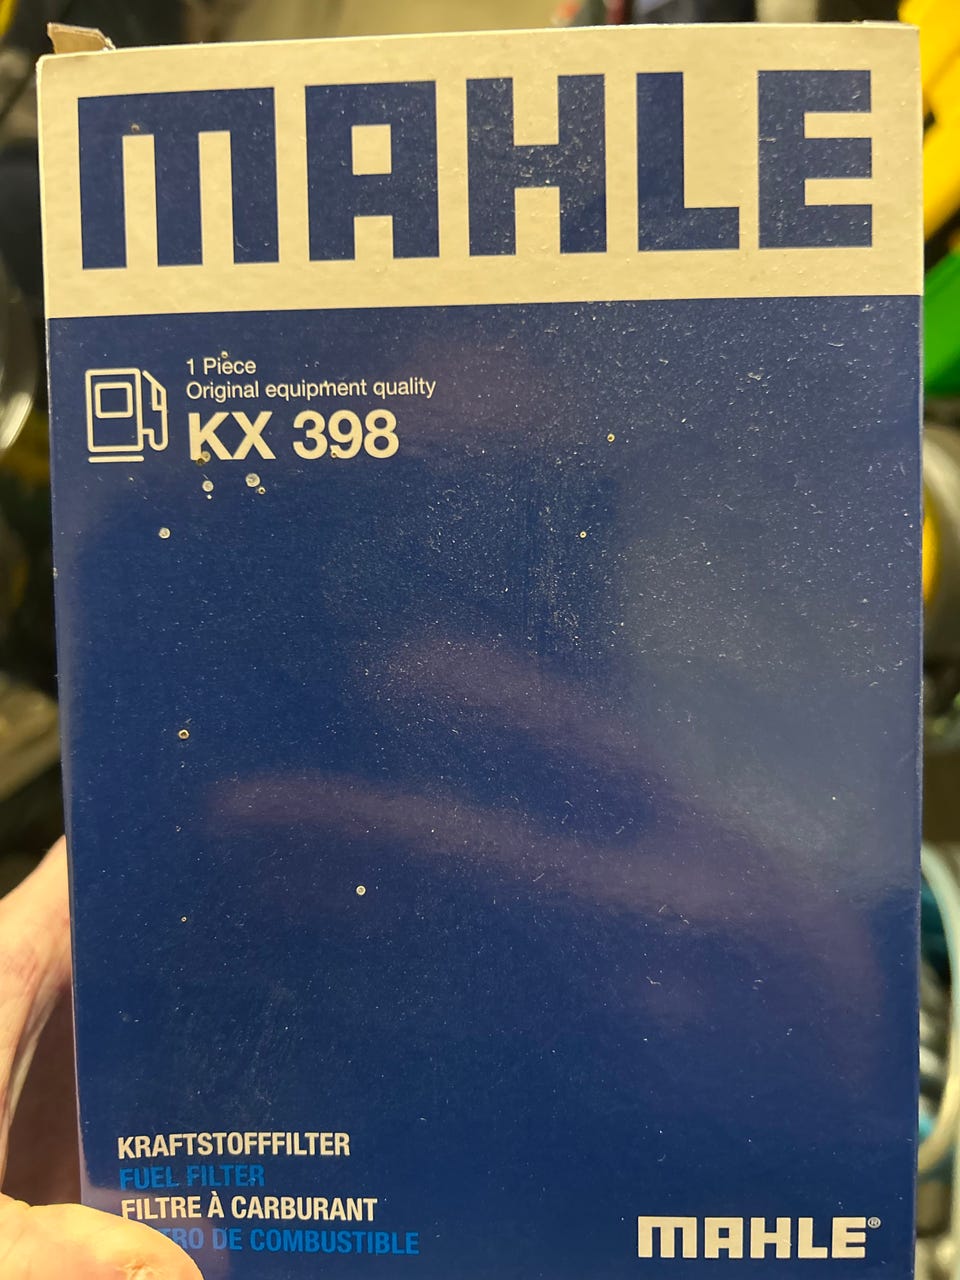 MAHLE
1 Piece
Original equipment quality
KX 398
KRAFTSTOFFFILTER
FUEL FILTER
FILTRE À CARBURANT
DE COMBUSTIBLE
MAHLE®